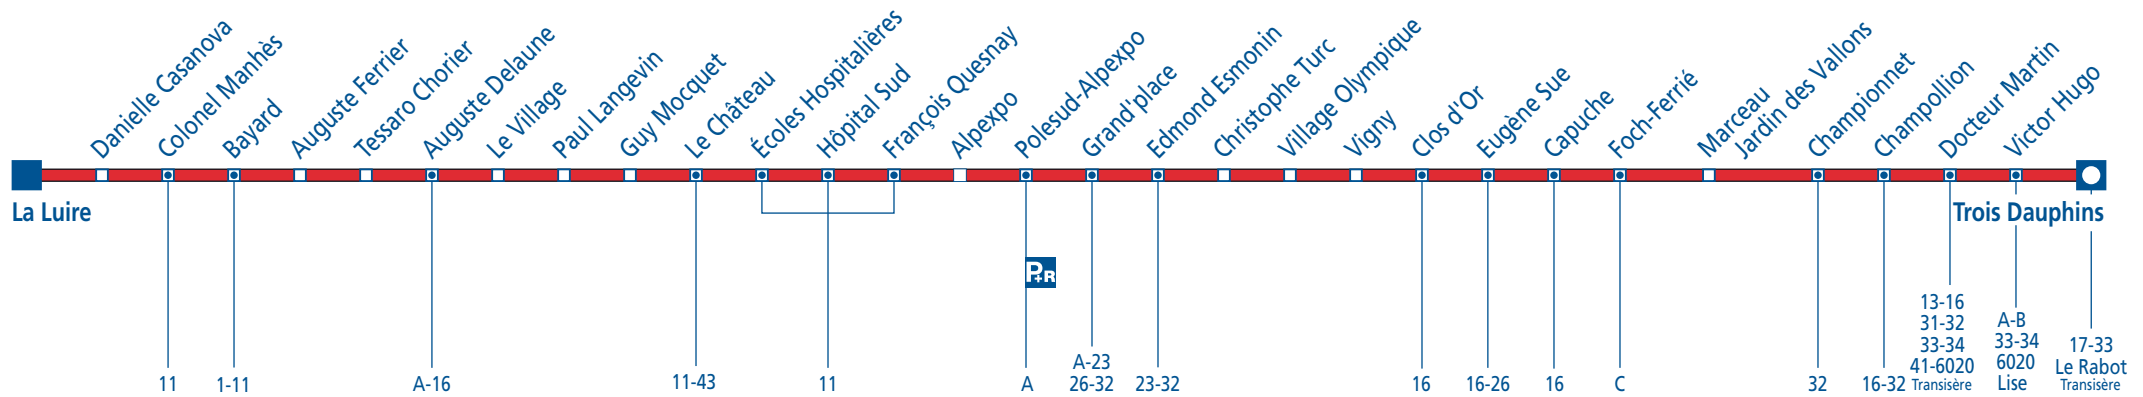 Danielle Casanova
Colonel Manhès
Bayard
Auguste Ferrier
Tessaro Chorier
Auguste Delaune
Le Village
Paul Langevin
Guy Mocquet
Le Château
Écoles Hospitalières
Hôpital Sud
François Quesnay
Alpexpo
Polesud-Alpexpo
Grand'place
Edmond Esmonin
Christophe Turc
Village Olympique
Vigny
Clos d'Or
Eugène Sue
Capuche
Foch-Ferrié
Marceau
Jardin des Vallons
Championnet
Champollion
Docteur Martin
Victor Hugo
La Luire
Trois Dauphins
P+R
11
1-11
A-16
11-43
11
A
A-23
26-32
23-32
16
16-26
16
C
32
16-32
13-16
31-32
33-34
41-6020
Transisère
A-B
33-34
6020
Lise
17-33
Le Rabot
Transisère